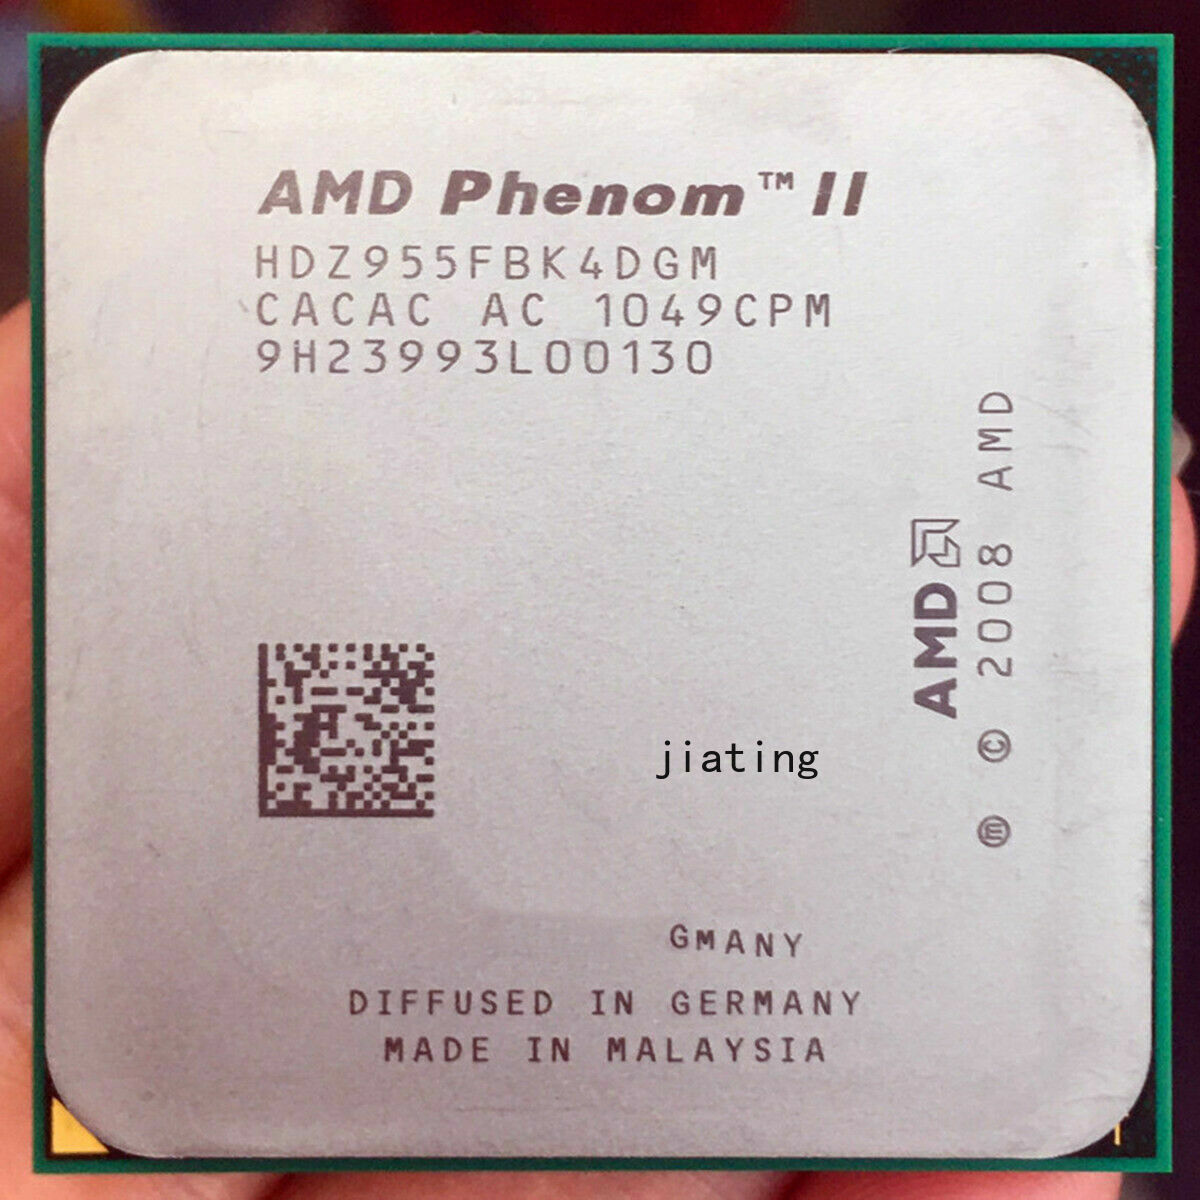 AMD Phenom™ II
HDZ955FBK4DGM
CACAC AC 1049CPM
9H23993L00130
AMD
ⓜ © 2008 AMD
jiating
GMANY
DIFFUSED IN GERMANY
MADE IN MALAYSIA